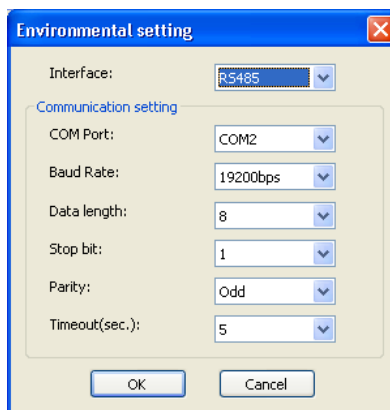 Environmental setting
Interface: RS485
Communication setting
COM Port: COM2
Baud Rate: 19200bps
Data length: 8
Stop bit: 1
Parity: Odd
Timeout(sec.): 5
OK Cancel